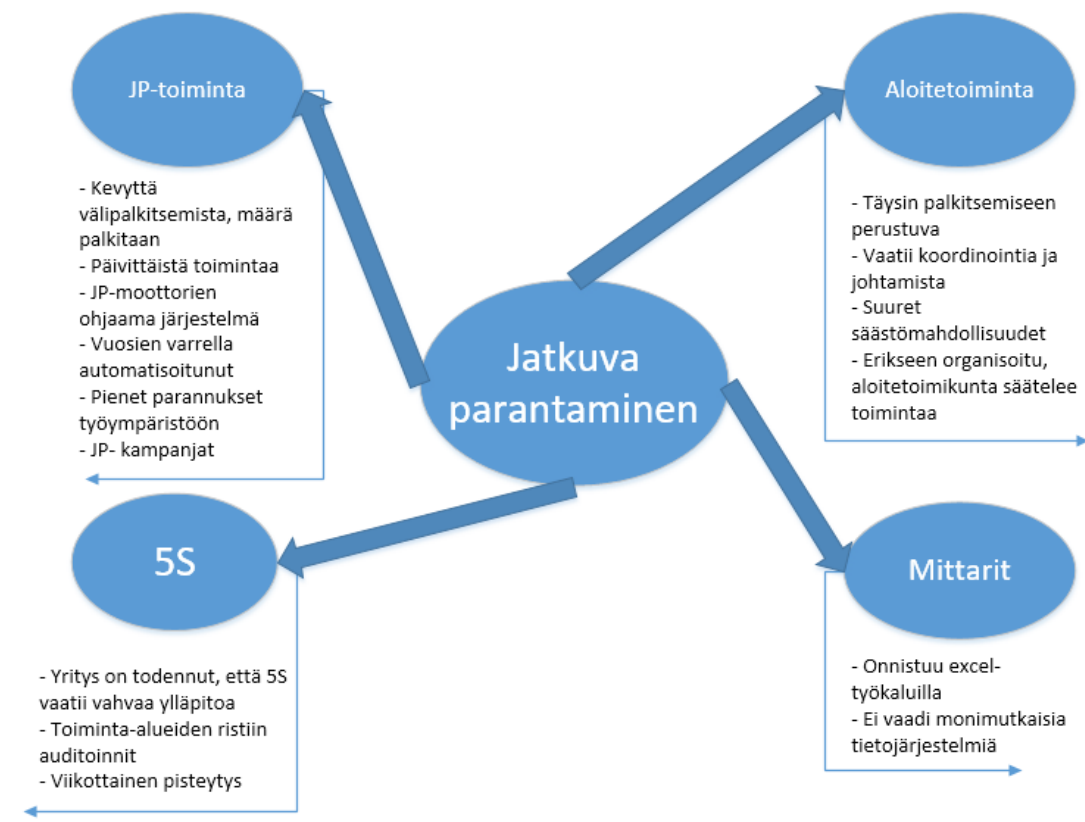 JP-toiminta
- Kevyttä
välipalkitsemista, määrä
palkitaan
- Päivittäistä toimintaa
- JP-moottorien
ohjaama järjestelmä
- Vuosien varrella
automatisoitunut
- Pienet parannukset
työympäristöön
- JP- kampanjat
Aloitetoiminta
- Täysin palkitsemiseen
perustuva
- Vaatii koordinointia ja
johtamista
- Suuret
säästömahdollisuudet
- Erikseen organisoitu,
aloitetoimikunta säätelee
toimintaa
Jatkuva
parantaminen
5S
- Yritys on todennut, että 5S
vaatii vahvaa ylläpitoa
- Toiminta-alueiden ristiin
auditoinnit
- Viikottainen pisteytys
Mittarit
- Onnistuu excel-
työkaluilla
- Ei vaadi monimutkaisia
tietojärjestelmiä